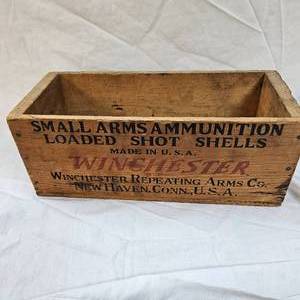 SMALL ARMS AMMUNITION
LOADED SHOT SHELLS
MADE IN U.S.A.
WINCHESTER
WINCHESTER REPEATING ARMS CO.
NEW HAVEN, CONN., U.S.A.